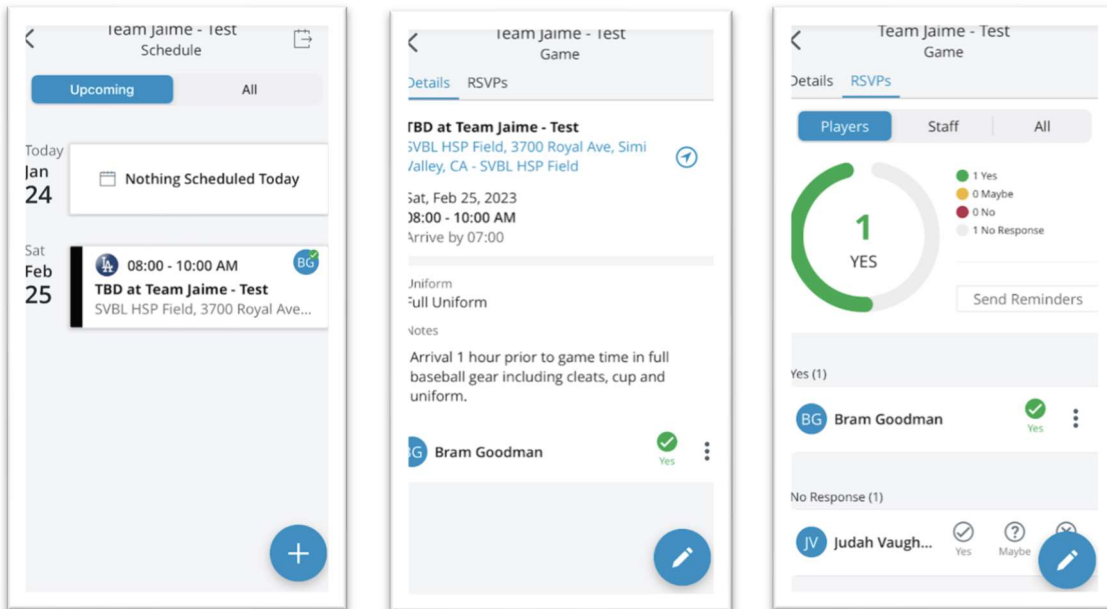 Team Jaime - Test
Schedule
Upcoming All
Today
Jan
24
Nothing Scheduled Today
Sat
Feb
25
LA 08:00 - 10:00 AM BG
TBD at Team Jaime - Test
SVBL HSP Field, 3700 Royal Ave...
+
Team Jaime - Test
Game
Details RSVPs
TBD at Team Jaime - Test
SVBL HSP Field, 3700 Royal Ave, Simi
Valley, CA - SVBL HSP Field
Sat, Feb 25, 2023
08:00 - 10:00 AM
Arrive by 07:00
Uniform
Full Uniform
Notes
Arrival 1 hour prior to game time in full
baseball gear including cleats, cup and
uniform.
BG Bram Goodman
Yes
Team Jaime - Test
Game
Details RSVPs
Players Staff All
1
YES
1 Yes
0 Maybe
0 No
1 No Response
Send Reminders
Yes (1)
BG Bram Goodman
Yes
No Response (1)
JV Judah Vaugh...
Yes Maybe